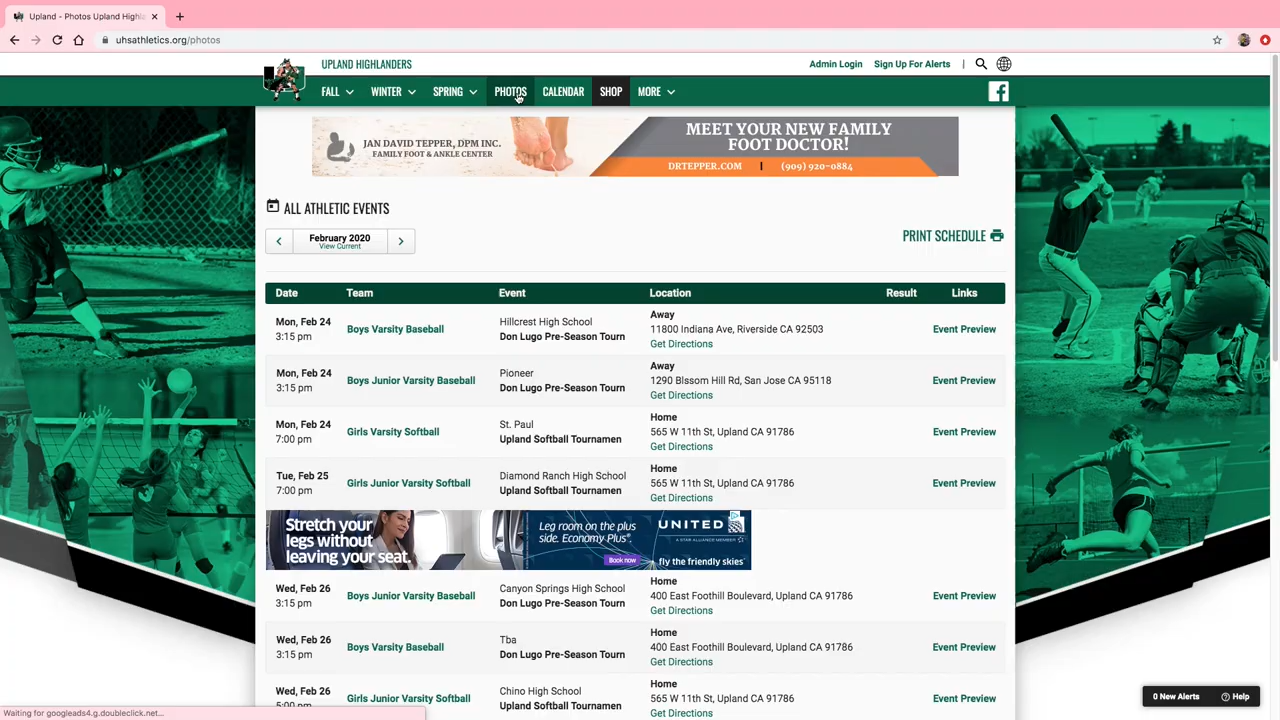 Upland - Photos Upland Highl
uhsathletics.org/photos
UPLAND HIGHLANDERS
Admin Login Sign Up For Alerts |
FALL WINTER SPRING PHOTOS CALENDAR SHOP MORE
JAN DAVID TEPPER, DPM INC.
FAMILY FOOT & ANKLE CENTER
MEET YOUR NEW FAMILY
FOOT DOCTOR!
DRTEPPER.COM | (909) 920-0884
ALL ATHLETIC EVENTS
February 2020
View Current
PRINT SCHEDULE
Date Team Event Location Result Links
Mon, Feb 24 Boys Varsity Baseball Hillcrest High School Away Event Preview
3:15 pm Don Lugo Pre-Season Tourn 11800 Indiana Ave, Riverside CA 92503
Get Directions
Mon, Feb 24 Boys Junior Varsity Baseball Pioneer Away Event Preview
3:15 pm Don Lugo Pre-Season Tourn 1290 Blssom Hill Rd, San Jose CA 95118
Get Directions
Mon, Feb 24 Girls Varsity Softball St. Paul Home Event Preview
7:00 pm Upland Softball Tournamen 565 W 11th St, Upland CA 91786
Get Directions
Tue, Feb 25 Girls Junior Varsity Softball Diamond Ranch High School Home Event Preview
7:00 pm Upland Softball Tournamen 565 W 11th St, Upland CA 91786
Get Directions
Stretch your
legs without
leaving your seat.
Leg room on the plus
side. Economy Plus®.
Book now
UNITED
A STAR ALLIANCE MEMBER
fly the friendly skies
Wed, Feb 26 Boys Junior Varsity Baseball Canyon Springs High School Home Event Preview
3:15 pm Don Lugo Pre-Season Tourn 400 East Foothill Boulevard, Upland CA 91786
Get Directions
Wed, Feb 26 Boys Varsity Baseball Tba Home Event Preview
3:15 pm Don Lugo Pre-Season Tourn 400 East Foothill Boulevard, Upland CA 91786
Get Directions
Wed, Feb 26 Girls Junior Varsity Softball Chino High School Home Event Preview
5:00 pm Upland Softball Tournamen 565 W 11th St, Upland CA 91786
Get Directions
0 New Alerts Help
Waiting for googleads4.g.doubleclick.net...